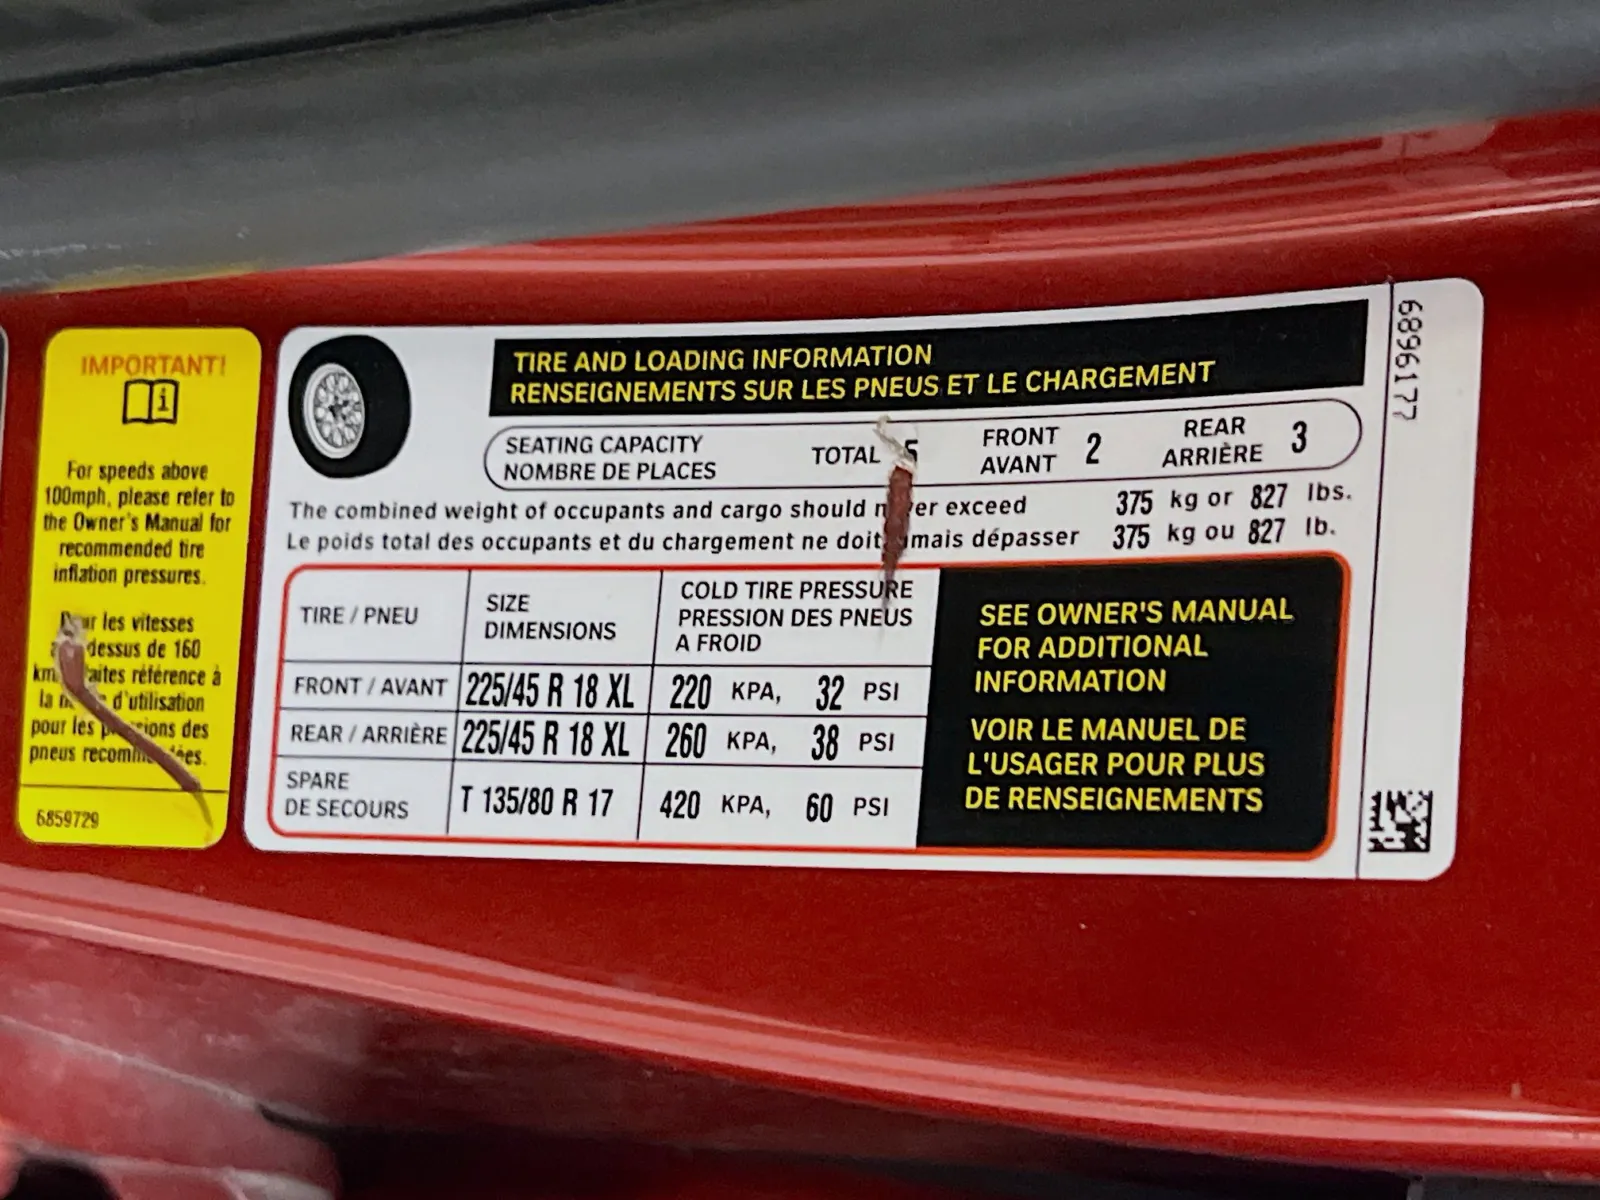 IMPORTANT!
For speeds above
100mph, please refer to
the Owner's Manual for
recommended tire
inflation pressures.
les vitesses
dessus de 160
référence à
la d'utilisation
pour les des
pneus
6859729
TIRE AND LOADING INFORMATION
RENSEIGNEMENTS SUR LES PNEUS ET LE CHARGEMENT
SEATING CAPACITY
NOMBRE DE PLACES
TOTAL 5
FRONT
AVANT 2
REAR
ARRIÈRE 3
The combined weight of occupants and cargo should exceed 375 kg or 827 lbs.
Le poids total des occupants et du chargement ne doit dépasser 375 kg ou 827 lb.
TIRE / PNEU
SIZE
DIMENSIONS
COLD TIRE PRESSURE
PRESSION DES PNEUS
A FROID
FRONT / AVANT 225/45 R 18 XL 220 KPA, 32 PSI
REAR / ARRIÈRE 225/45 R 18 XL 260 KPA, 38 PSI
SPARE
DE SECOURS T 135/80 R 17 420 KPA, 60 PSI
SEE OWNER'S MANUAL
FOR ADDITIONAL
INFORMATION
VOIR LE MANUEL DE
L'USAGER POUR PLUS
DE RENSEIGNEMENTS
6896177